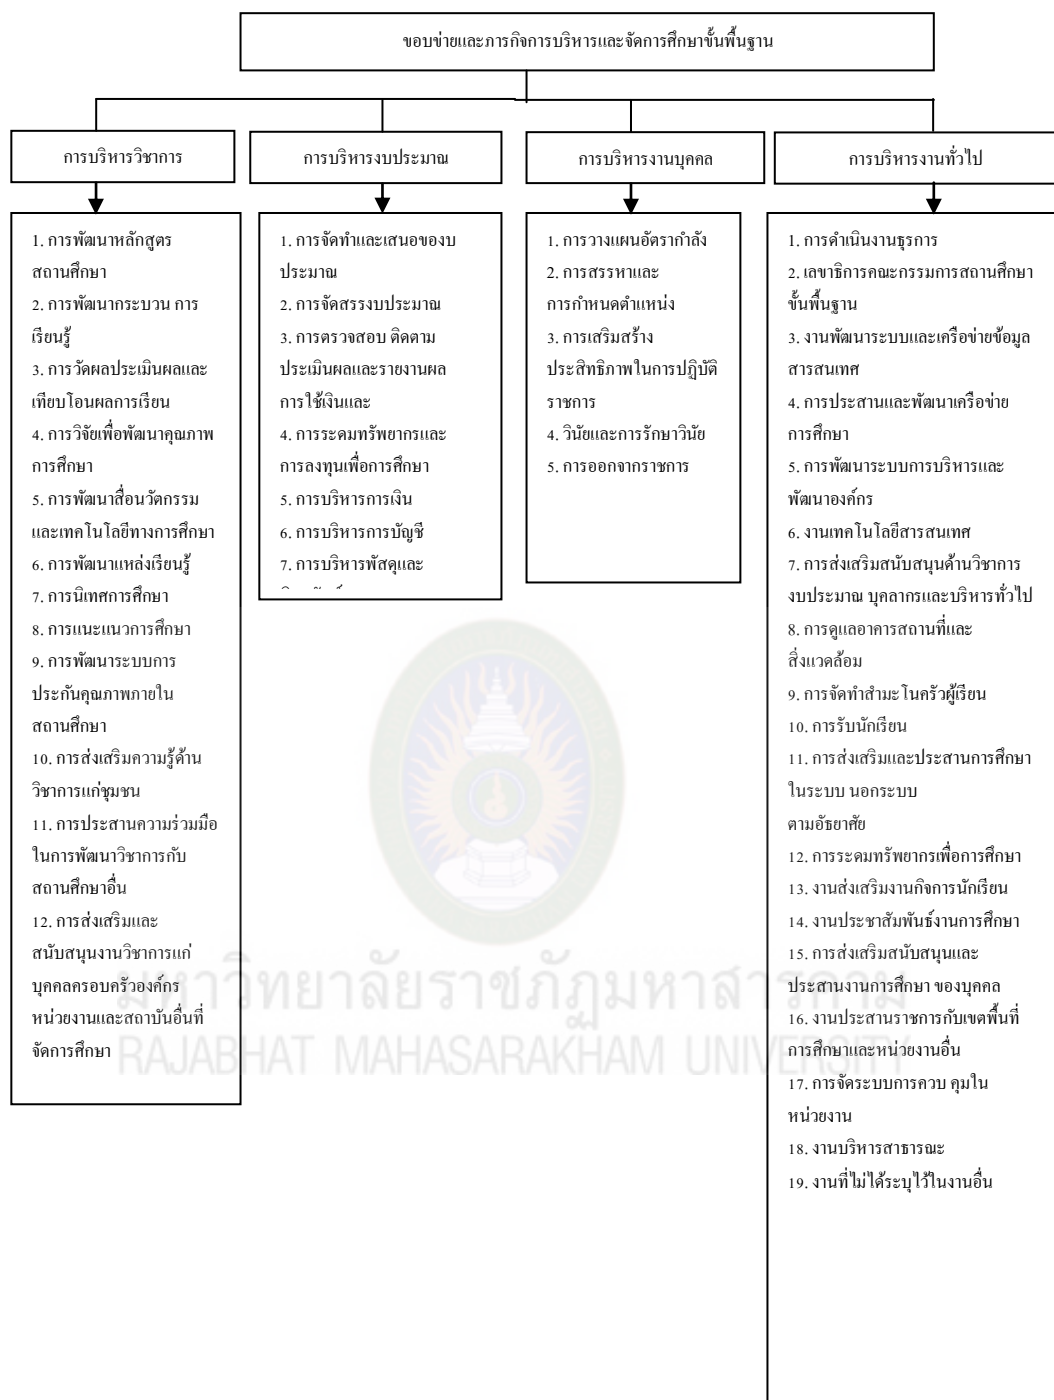 ขอบข่ายและภารกิจการบริหารและจัดการศึกษาขั้นพื้นฐาน
การบริหารวิชาการ
การบริหารงบประมาณ
การบริหารงานบุคคล
การบริหารงานทั่วไป
1. การพัฒนาหลักสูตร
สถานศึกษา
2. การพัฒนากระบวน การ
เรียนรู้
3. การวัดผลประเมินผลและ
เทียบโอนผลการเรียน
4. การวิจัยเพื่อพัฒนาคุณภาพ
การศึกษา
5. การพัฒนาสื่อนวัตกรรม
และเทคโนโลยีทางการศึกษา
6. การพัฒนาแหล่งเรียนรู้
7. การนิเทศการศึกษา
8. การแนะแนวการศึกษา
9. การพัฒนาระบบการ
ประกันคุณภาพภายใน
สถานศึกษา
10. การส่งเสริมความรู้ด้าน
วิชาการแก่ชุมชน
11. การประสานความร่วมมือ
ในการพัฒนาวิชาการกับ
สถานศึกษาอื่น
12. การส่งเสริมและ
สนับสนุนงานวิชาการแก่
บุคคลครอบครัวองค์กร
หน่วยงานและสถาบันอื่นที่
จัดการศึกษา
1. การจัดทำและเสนอของบ
ประมาณ
2. การจัดสรรงบประมาณ
3. การตรวจสอบ ติดตาม
ประเมินผลและรายงานผล
การใช้เงินและ
4. การระดมทรัพยากรและ
การลงทุนเพื่อการศึกษา
5. การบริหารการเงิน
6. การบริหารการบัญชี
7. การบริหารพัสดุและ
1. การวางแผนอัตรากำลัง
2. การสรรหาและ
การกำหนดตำแหน่ง
3. การเสริมสร้าง
ประสิทธิภาพในการปฏิบัติ
ราชการ
4. วินัยและการรักษาวินัย
5. การออกจากราชการ
1. การดำเนินงานธุรการ
2. เลขาธิการคณะกรรมการสถานศึกษา
ขั้นพื้นฐาน
3. งานพัฒนาระบบและเครือข่ายข้อมูล
สารสนเทศ
4. การประสานและพัฒนาเครือข่าย
การศึกษา
5. การพัฒนาระบบการบริหารและ
พัฒนาองค์กร
6. งานเทคโนโลยีสารสนเทศ
7. การส่งเสริมสนับสนุนด้านวิชาการ
งบประมาณ บุคลากรและบริหารทั่วไป
8. การดูแลอาคารสถานที่และ
สิ่งแวดล้อม
9. การจัดทำสำมะโนครัวผู้เรียน
10. การรับนักเรียน
11. การส่งเสริมและประสานการศึกษา
ในระบบ นอกระบบ
ตามอัธยาศัย
12. การระดมทรัพยากรเพื่อการศึกษา
13. งานส่งเสริมงานกิจการนักเรียน
14. งานประชาสัมพันธ์งานการศึกษา
15. การส่งเสริมสนับสนุนและ
ประสานงานการศึกษา ของบุคคล
16. งานประสานราชการกับเขตพื้นที่
การศึกษาและหน่วยงานอื่น
17. การจัดระบบการควบ คุมใน
หน่วยงาน
18. งานบริหารสาธารณะ
19. งานที่ไม่ได้ระบุไว้ในงานอื่น
มหาวิทยาลัยราชภัฏมหาสารคาม
RAJABHAT MAHASARAKHAM UNIVERSITY